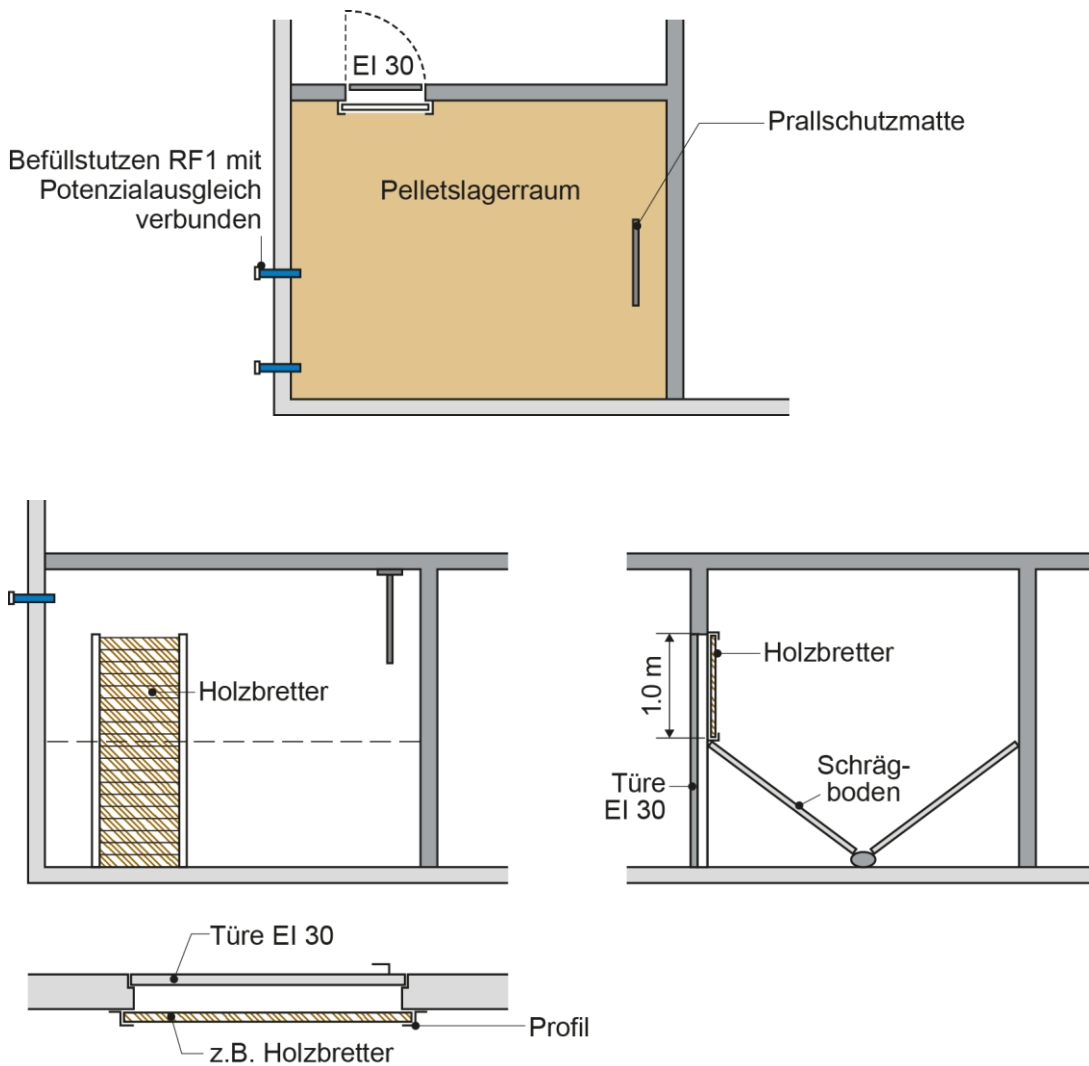 EI 30
Prallschutzmatte
Befüllstutzen RF1 mit
Potenzialausgleich
verbunden
Pelletslagerraum
Holzbretter
1.0 m
Holzbretter
Türe
EI 30
Schräg-
boden
Türe EI 30
Profil
z.B. Holzbretter